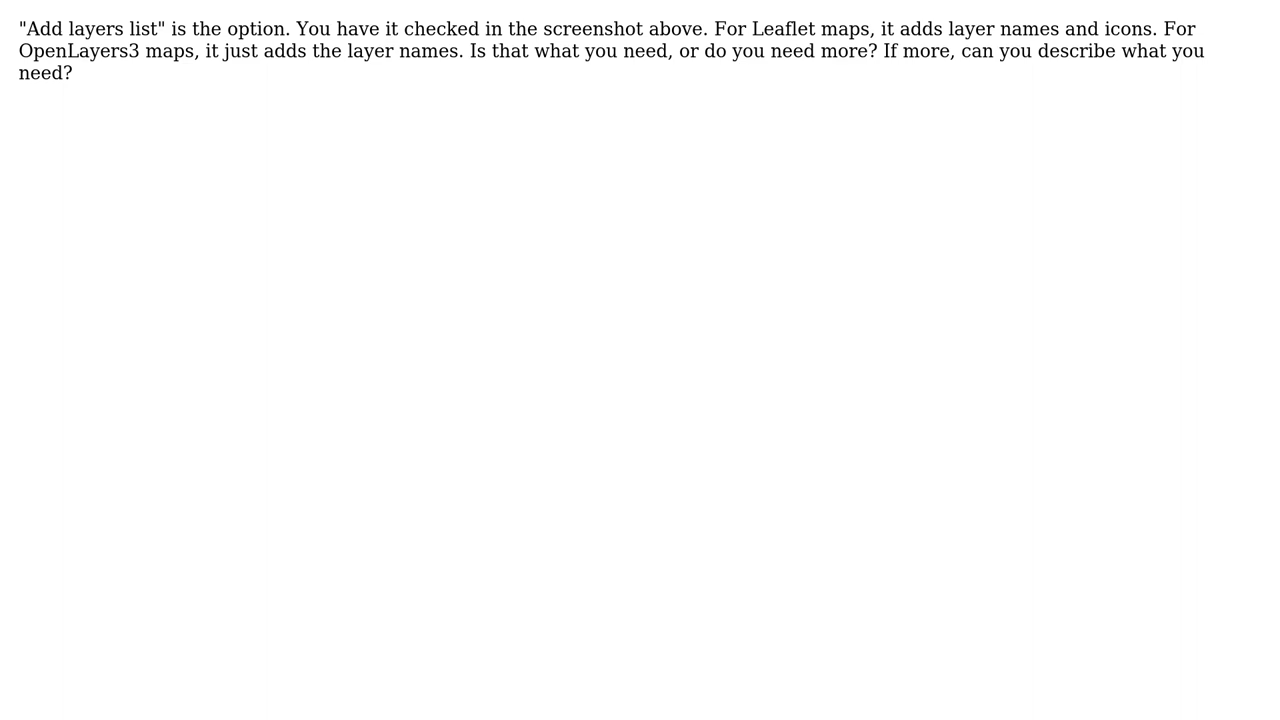 "Add layers list" is the option. You have it checked in the screenshot above. For Leaflet maps, it adds layer names and icons. For
OpenLayers3 maps, it just adds the layer names. Is that what you need, or do you need more? If more, can you describe what you
need?